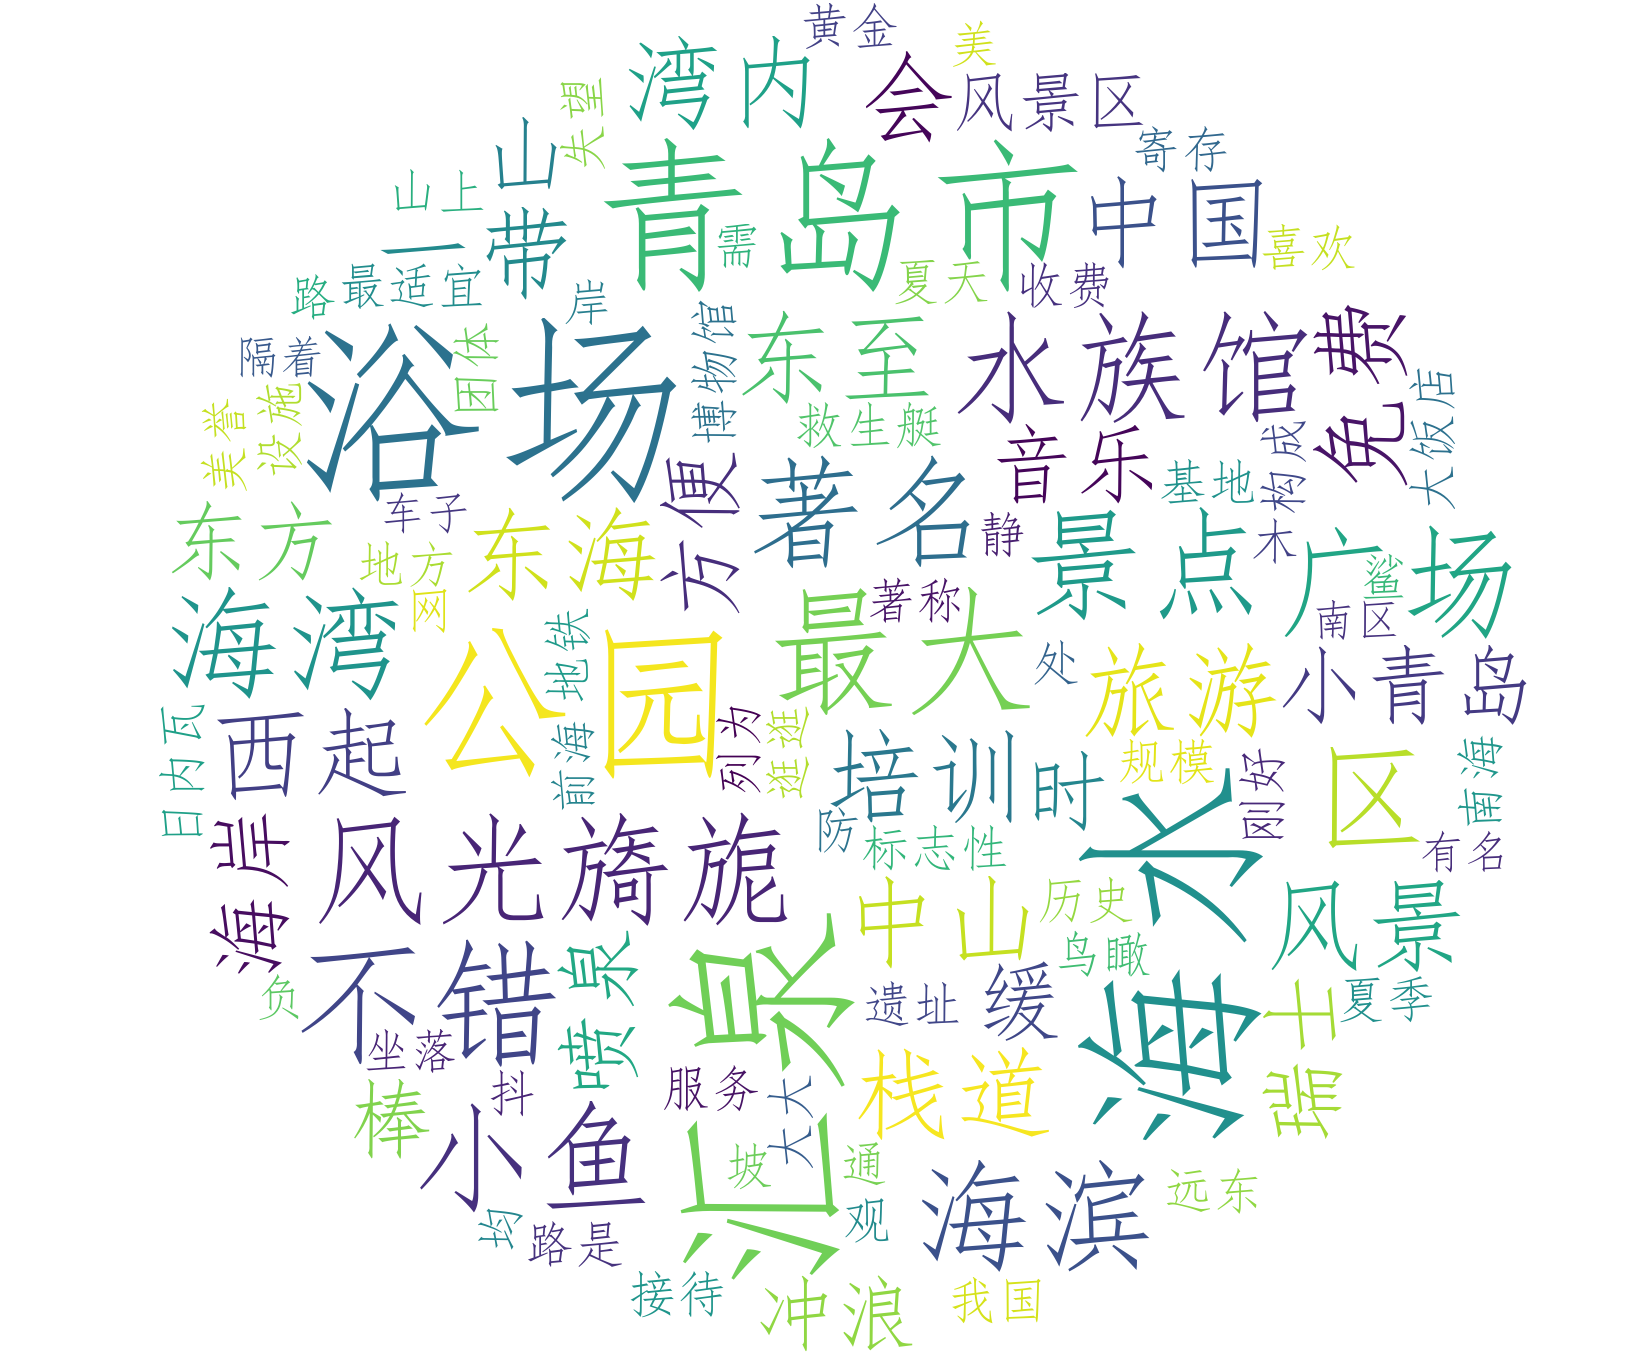 黄金
美
湾内
会
风景区
失望
山
寄存
山上
青岛市
中国
一带
需
喜欢
夏天
收费
路
最适宜
岸
隔着
浴场
团体
博物馆
东至
水族馆
免费
美誉
设施
救生艇
大饭店
音乐
构成
基地
著名
方便
车子
东方
东海
静
木
地方
景点
广场
鲨
网
著称
南区
海湾
地铁
最大
处
旅游
小青岛
公园
西起
日内瓦
前海
列为
逛逛
培训
时
规模
刚好
区
南海
海岸
风光旖旎
防
标志性
有名
海水
中山
历史
风景
不错
喷泉
汇泉
鸟瞰
负
遗址
缓
夏季
瑞士
坐落
抖
棒
服务
大大
栈道
小鱼
坡
通
海滨
远东
均
路是
观
接待
冲浪
我国